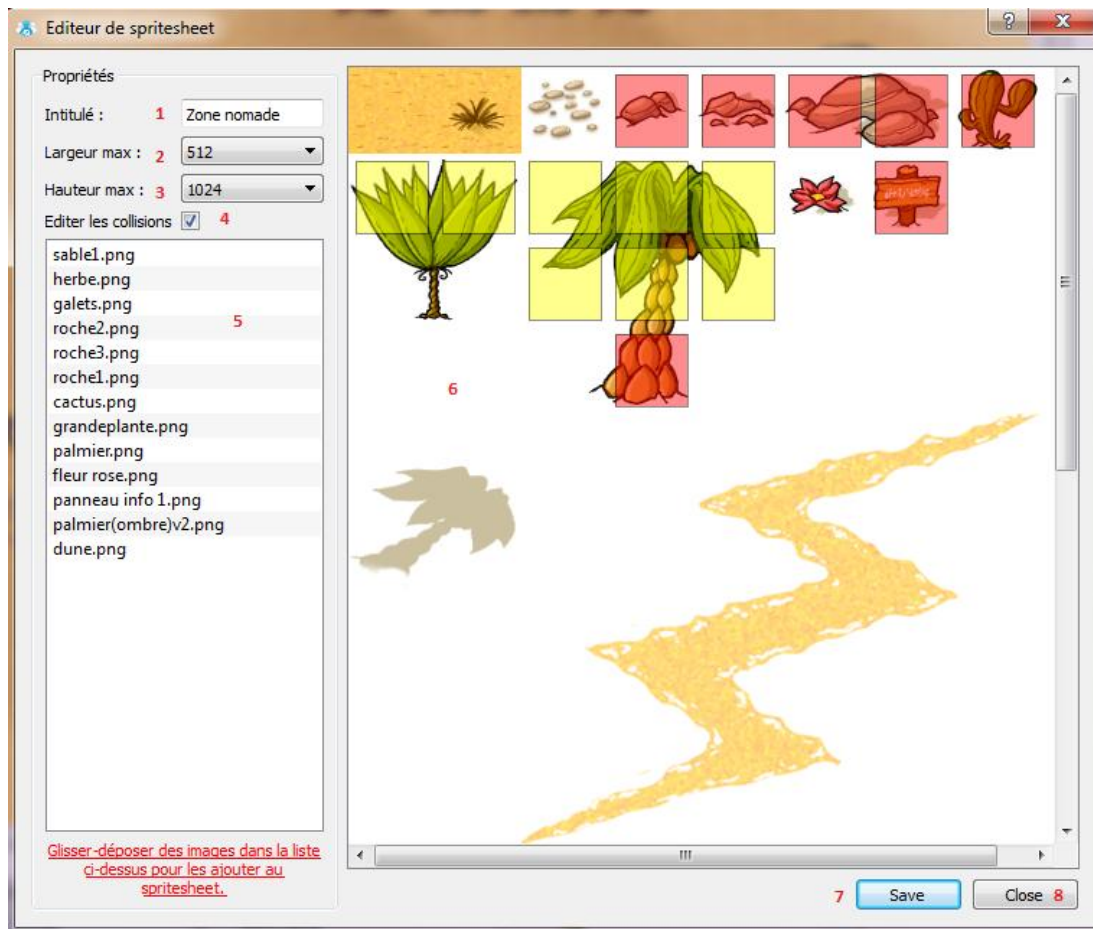 Editeur de spritesheet
?
X
Propriétés
Intitulé : 1 Zone nomade
Largeur max : 2 512
Hauteur max : 3 1024
Editer les collisions 4
sable1.png
herbe.png
galets.png
roche2.png
5
roche3.png
roche1.png
cactus.png
grandeplante.png
palmier.png
fleur rose.png
panneau info 1.png
palmier(ombre)v2.png
dune.png
Glisser-déposer des images dans la liste
ci-dessus pour les ajouter au
spritesheet.
6
7 Save
Close 8